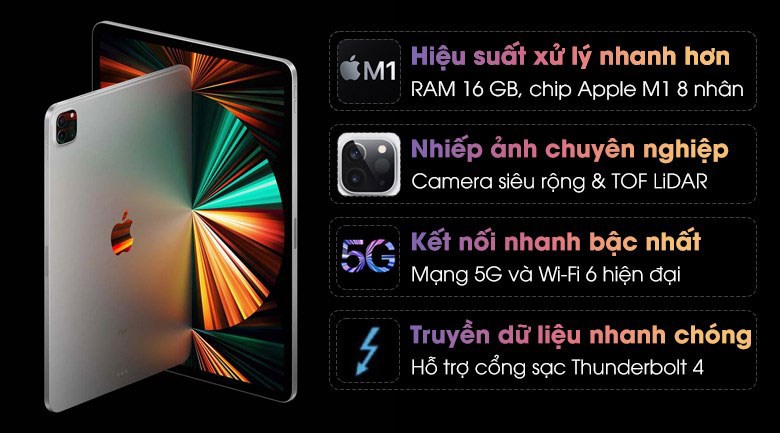 M1
Hiệu suất xử lý nhanh hơn
RAM 16 GB, chip Apple M1 8 nhân
Nhiếp ảnh chuyên nghiệp
Camera siêu rộng & TOF LiDAR
5G
Kết nối nhanh bậc nhất
Mạng 5G và Wi-Fi 6 hiện đại
Truyền dữ liệu nhanh chóng
Hỗ trợ cổng sạc Thunderbolt 4